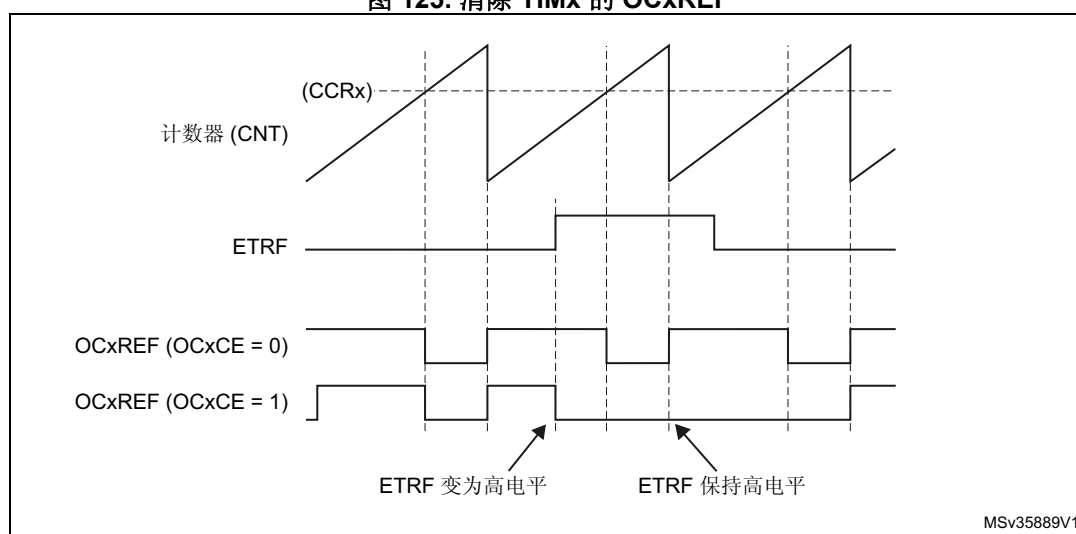 图 123. 清除 TIMx 的 OCxREF
(CCRx)
计数器 (CNT)
ETRF
OCxREF (OCxCE = 0)
OCxREF (OCxCE = 1)
ETRF 变为高电平
ETRF 保持高电平
MSv35889V1